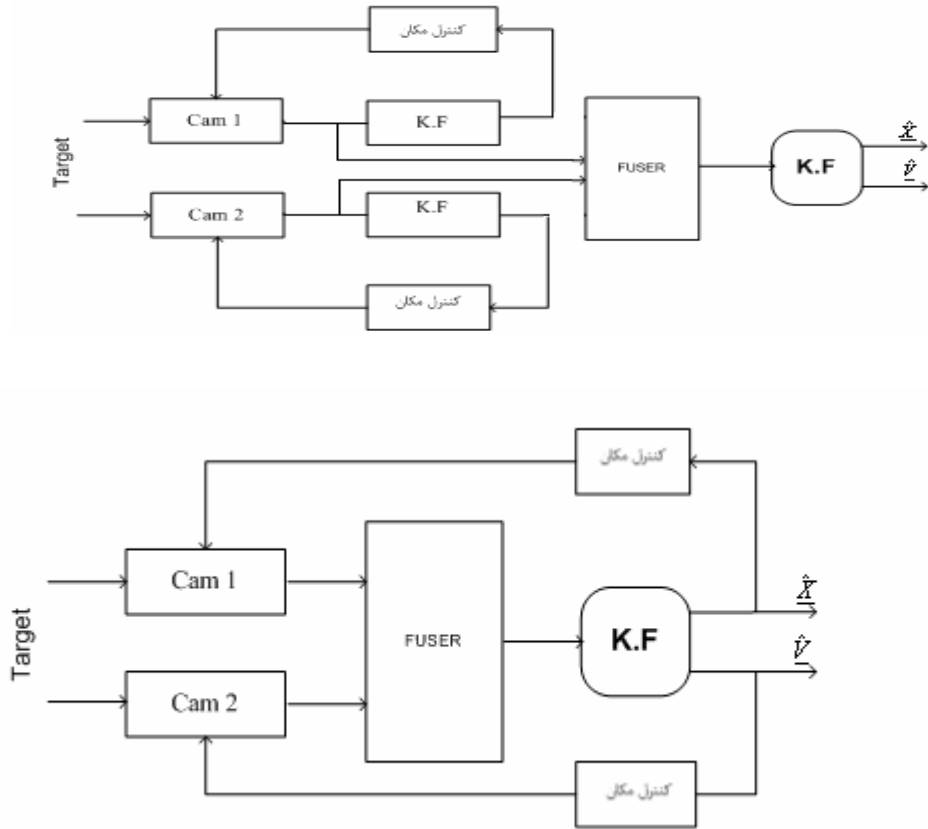 کنترل مکان
Cam 1
K.F
Target
FUSER
K.F
X̂
v̂
Cam 2
K.F
کنترل مکان
کنترل مکان
Cam 1
Target
FUSER
K.F
X̂
V̂
Cam 2
کنترل مکان